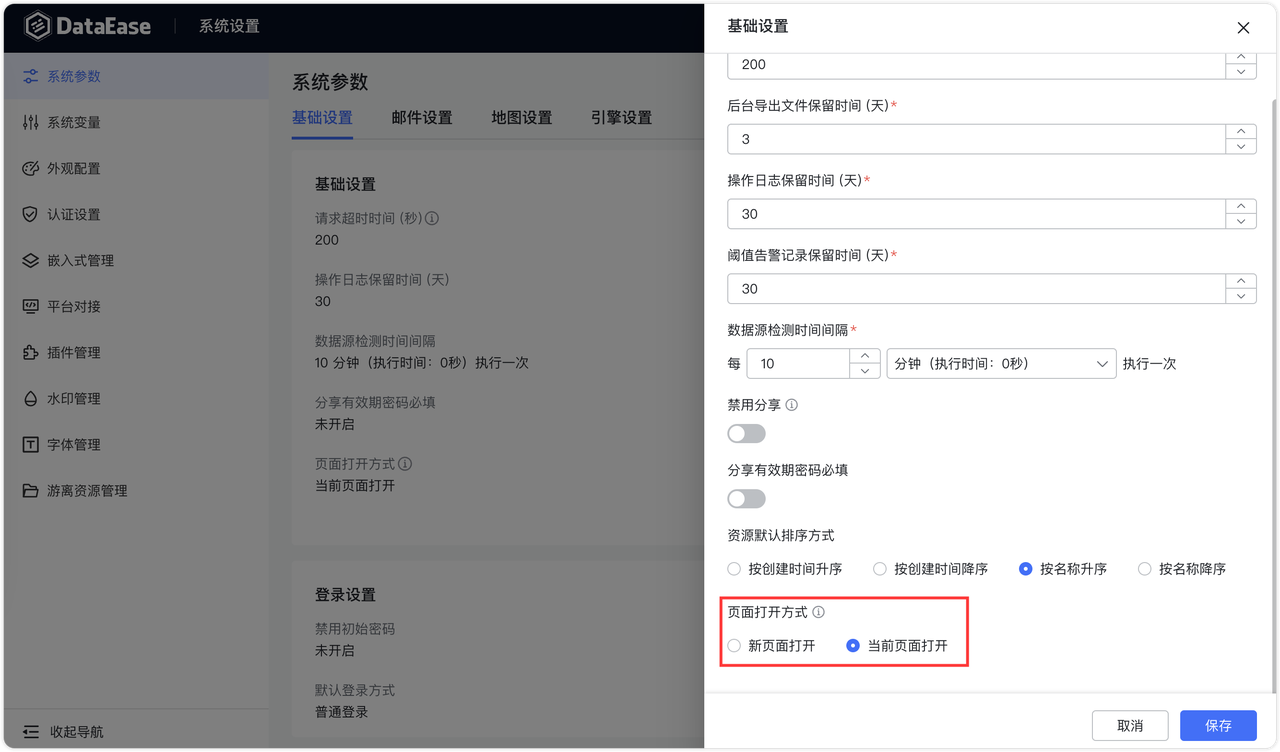 DataEase
系统设置
系统参数
系统变量
外观配置
认证设置
嵌入式管理
平台对接
插件管理
水印管理
字体管理
游离资源管理
收起导航
系统参数
基础设置 邮件设置 地图设置 引擎设置
基础设置
请求超时时间 (秒)
200
操作日志保留时间 (天)
30
数据源检测时间间隔
10 分钟（执行时间：0秒）执行一次
分享有效期密码必填
未开启
页面打开方式
当前页面打开
登录设置
禁用初始密码
未开启
默认登录方式
普通登录
基础设置
200
后台导出文件保留时间 (天)*
3
操作日志保留时间 (天)*
30
阈值告警记录保留时间 (天)*
30
数据源检测时间间隔*
每 10 分钟（执行时间：0秒） 执行一次
禁用分享
分享有效期密码必填
资源默认排序方式
按创建时间升序 按创建时间降序 按名称升序 按名称降序
页面打开方式
新页面打开 当前页面打开
取消 保存